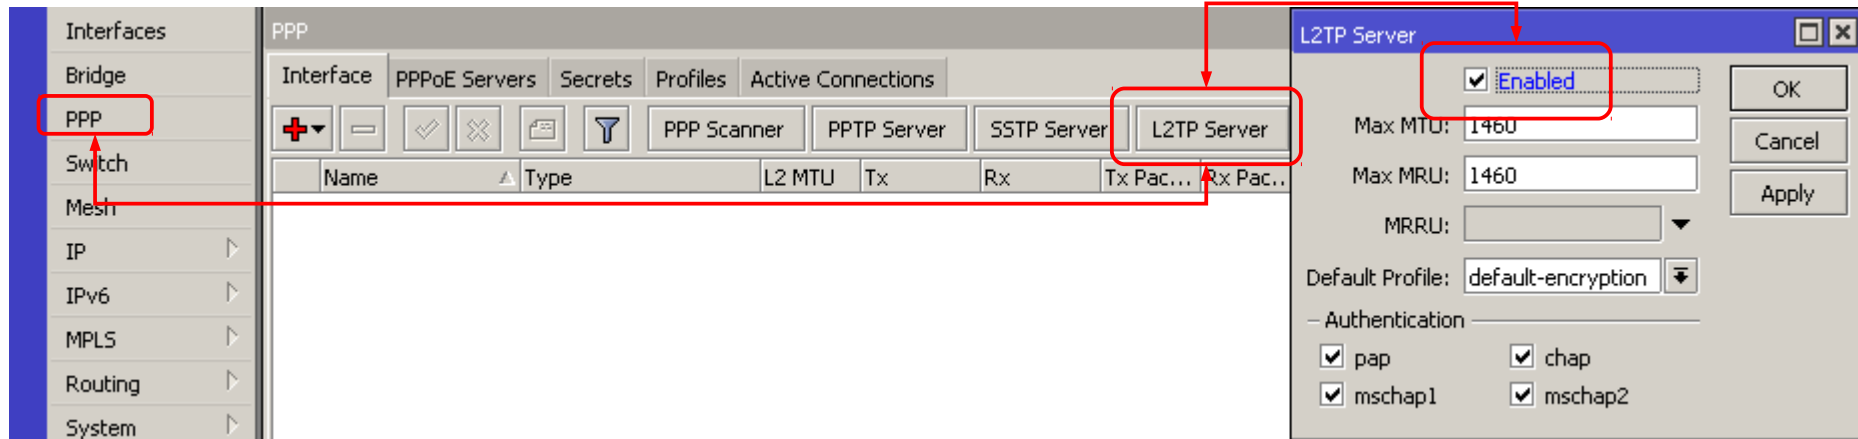 Interfaces
Bridge
PPP
Switch
Mesh
IP
IPv6
MPLS
Routing
System
PPP
Interface PPPoE Servers Secrets Profiles Active Connections
PPP Scanner PPTP Server SSTP Server L2TP Server
Name Type L2 MTU Tx Rx Tx Pac... Rx Pac..
L2TP Server
Enabled
Max MTU: 1460
Max MRU: 1460
MRRU:
Default Profile: default-encryption
Authentication
pap chap
mschap1 mschap2
OK
Cancel
Apply